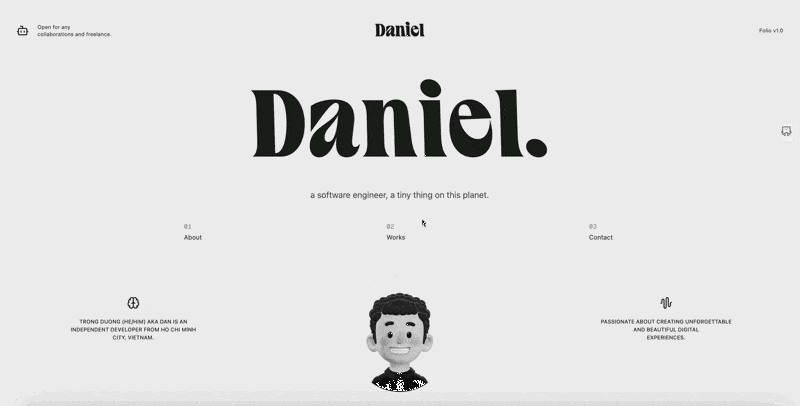 Open for any
collaborations and freelance.
Daniel
Folio v1.0
Daniel.
a software engineer, a tiny thing on this planet.
01
About
02
Works
03
Contact
TRONG DUONG (HE/HIM) AKA DAN IS AN
INDEPENDENT DEVELOPER FROM HO CHI MINH
CITY, VIETNAM.
PASSIONATE ABOUT CREATING UNFORGETTABLE
AND BEAUTIFUL DIGITAL
EXPERIENCES.